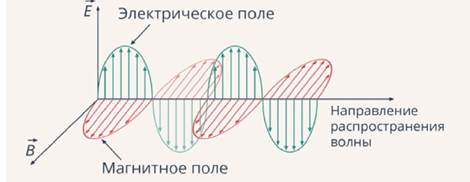 E
Электрическое поле
Направление
распространения
волны
B
Магнитное поле